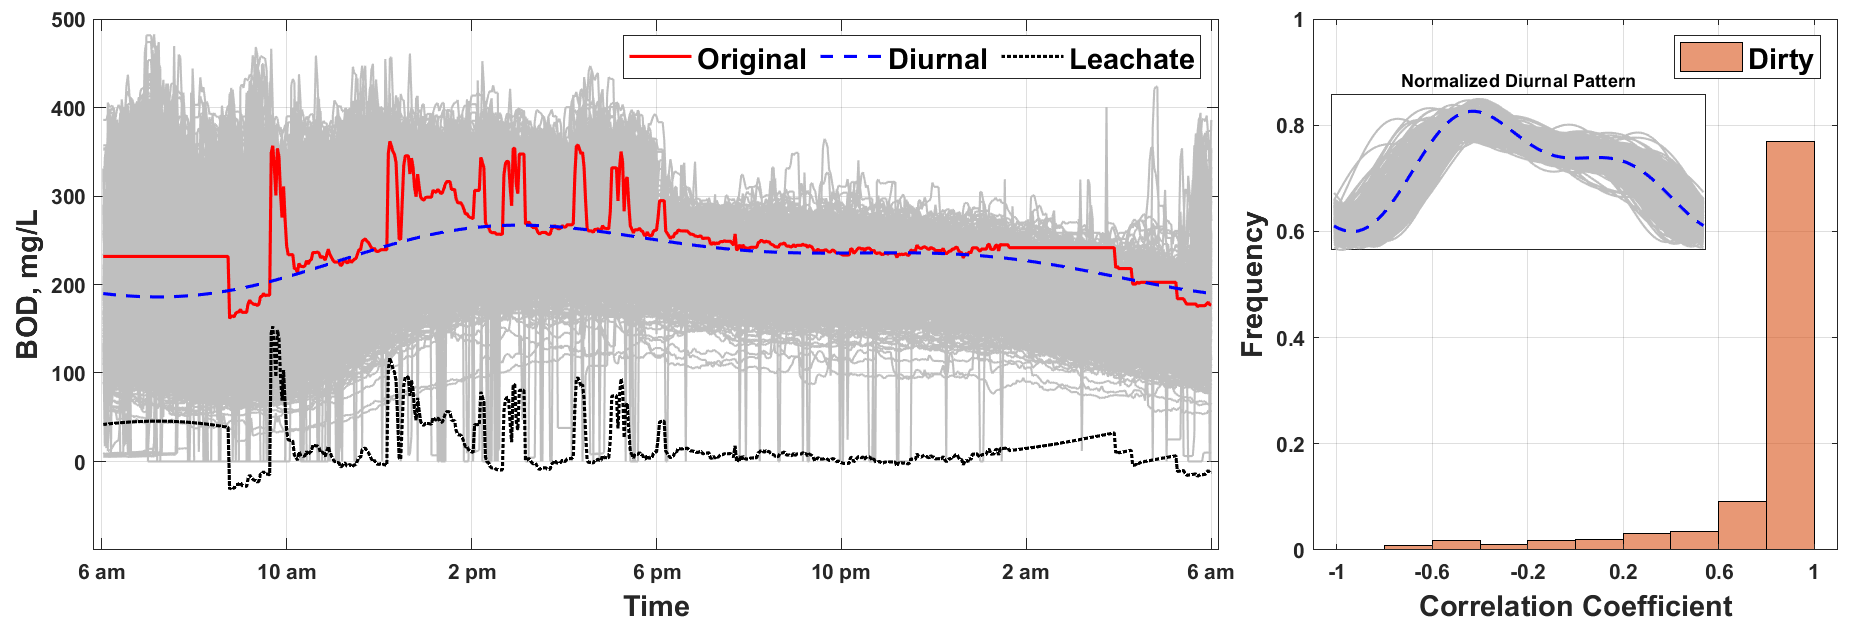 500
400
300
200
100
0
BOD, mg/L
Original Diurnal Leachate
6 am 10 am 2 pm 6 pm 10 pm 2 am 6 am
Time
1
0.8
0.6
0.4
0.2
0
Frequency
Dirty
Normalized Diurnal Pattern
-1 -0.6 -0.2 0.2 0.6 1
Correlation Coefficient